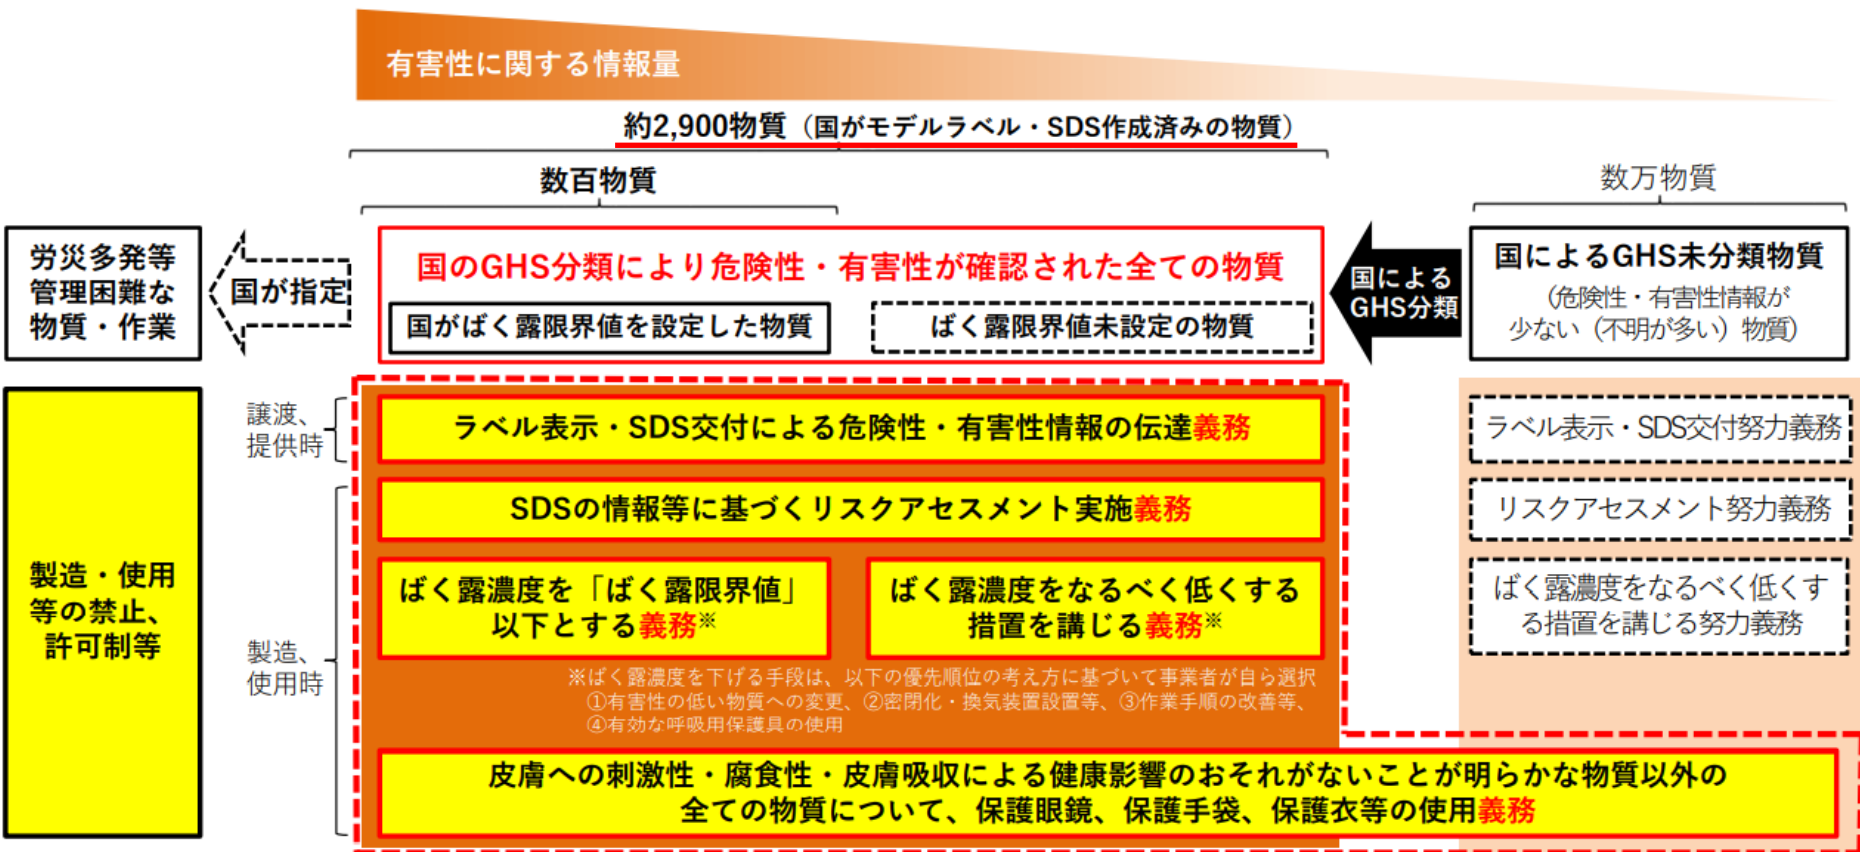 有害性に関する情報量
約2,900物質（国がモデルラベル・SDS作成済みの物質）
数百物質
数万物質
労災多発等
管理困難な
物質・作業
国が指定
国のGHS分類により危険性・有害性が確認された全ての物質
国がばく露限界値を設定した物質
ばく露限界値未設定の物質
国による
GHS分類
国によるGHS未分類物質
（危険性・有害性情報が
少ない（不明が多い）物質）
製造・使用
等の禁止、
許可制等
譲渡、
提供時
ラベル表示・SDS交付による危険性・有害性情報の伝達義務
ラベル表示・SDS交付努力義務
製造、
使用時
SDSの情報等に基づくリスクアセスメント実施義務
リスクアセスメント努力義務
ばく露濃度を「ばく露限界値」
以下とする義務※
ばく露濃度をなるべく低くする
措置を講じる義務※
ばく露濃度をなるべく低くす
る措置を講じる努力義務
※ばく露濃度を下げる手段は、以下の優先順位の考え方に基づいて事業者が自ら選択
①有害性の低い物質への変更、②密閉化・換気装置設置等、③作業手順の改善等、
④有効な呼吸用保護具の使用
皮膚への刺激性・腐食性・皮膚吸収による健康影響のおそれがないことが明らかな物質以外の
全ての物質について、保護眼鏡、保護手袋、保護衣等の使用義務